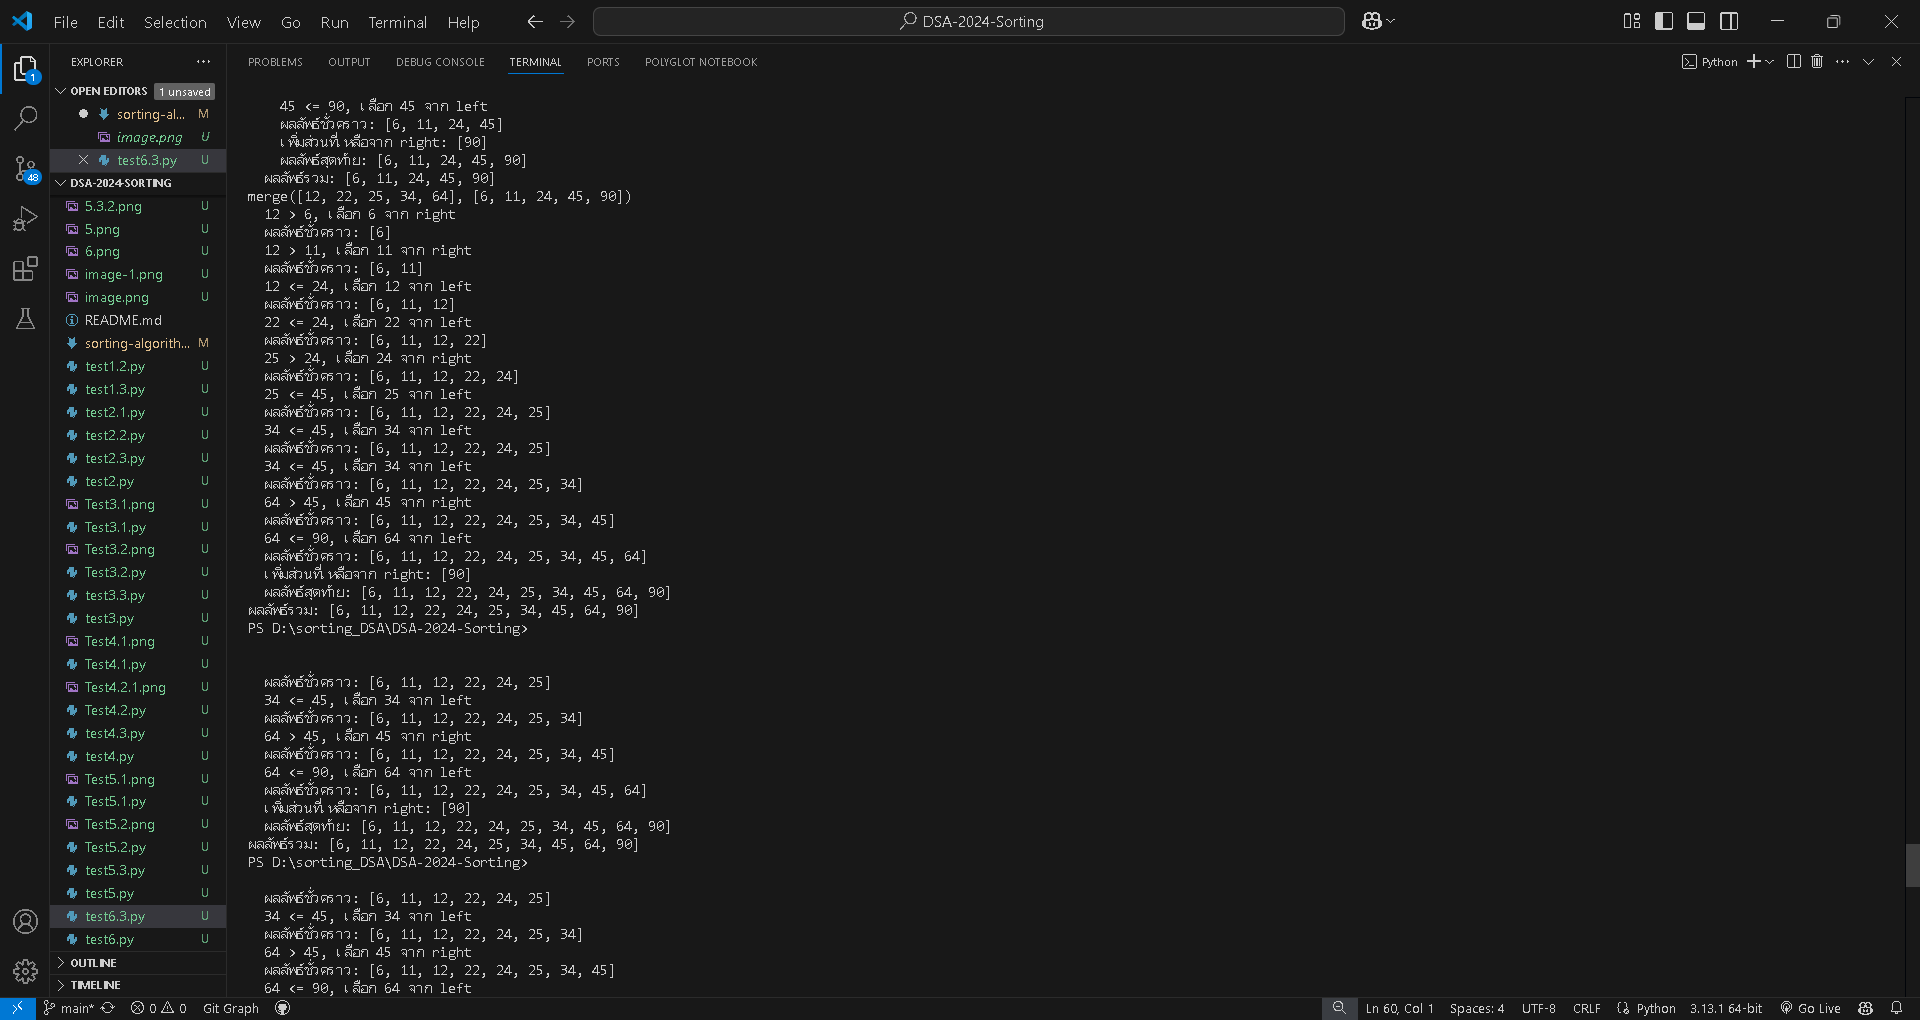 File Edit Selection View Go Run Terminal Help
DSA-2024-Sorting
EXPLORER
OPEN EDITORS 1 unsaved
sorting-al... M
image.png U
test6.3.py U
DSA-2024-SORTING
5.3.2.png U
5.png U
6.png U
image-1.png U
image.png U
README.md
sorting-algorith... M
test1.2.py U
test1.3.py U
test2.1.py U
test2.2.py U
test2.3.py U
test2.py U
Test3.1.png U
Test3.1.py U
Test3.2.png U
Test3.2.py U
test3.3.py U
test3.py U
Test4.1.png U
Test4.1.py U
Test4.2.1.png U
Test4.2.py U
test4.3.py U
test4.py U
Test5.1.png U
Test5.1.py U
Test5.2.png U
Test5.2.py U
test5.3.py U
test5.py U
test6.3.py U
test6.py U
OUTLINE
TIMELINE
PROBLEMS OUTPUT DEBUG CONSOLE TERMINAL PORTS POLYGLOT NOTEBOOK
Python
45 <= 90, เลือก 45 จาก left
ผลลัพธ์ชั่วคราว: [6, 11, 24, 45]
เพิ่มส่วนที่เหลือจาก right: [90]
ผลลัพธ์สุดท้าย: [6, 11, 24, 45, 90]
ผลลัพธ์รวม: [6, 11, 24, 45, 90]
merge([12, 22, 25, 34, 64], [6, 11, 24, 45, 90])
12 > 6, เลือก 6 จาก right
ผลลัพธ์ชั่วคราว: [6]
12 > 11, เลือก 11 จาก right
ผลลัพธ์ชั่วคราว: [6, 11]
12 <= 24, เลือก 12 จาก left
ผลลัพธ์ชั่วคราว: [6, 11, 12]
22 <= 24, เลือก 22 จาก left
ผลลัพธ์ชั่วคราว: [6, 11, 12, 22]
25 > 24, เลือก 24 จาก right
ผลลัพธ์ชั่วคราว: [6, 11, 12, 22, 24]
25 <= 45, เลือก 25 จาก left
ผลลัพธ์ชั่วคราว: [6, 11, 12, 22, 24, 25]
34 <= 45, เลือก 34 จาก left
ผลลัพธ์ชั่วคราว: [6, 11, 12, 22, 24, 25]
34 <= 45, เลือก 34 จาก left
ผลลัพธ์ชั่วคราว: [6, 11, 12, 22, 24, 25, 34]
64 > 45, เลือก 45 จาก right
ผลลัพธ์ชั่วคราว: [6, 11, 12, 22, 24, 25, 34, 45]
64 <= 90, เลือก 64 จาก left
ผลลัพธ์ชั่วคราว: [6, 11, 12, 22, 24, 25, 34, 45, 64]
เพิ่มส่วนที่เหลือจาก right: [90]
ผลลัพธ์สุดท้าย: [6, 11, 12, 22, 24, 25, 34, 45, 64, 90]
ผลลัพธ์รวม: [6, 11, 12, 22, 24, 25, 34, 45, 64, 90]
PS D:\sorting_DSA\DSA-2024-Sorting>
ผลลัพธ์ชั่วคราว: [6, 11, 12, 22, 24, 25]
34 <= 45, เลือก 34 จาก left
ผลลัพธ์ชั่วคราว: [6, 11, 12, 22, 24, 25, 34]
64 > 45, เลือก 45 จาก right
ผลลัพธ์ชั่วคราว: [6, 11, 12, 22, 24, 25, 34, 45]
64 <= 90, เลือก 64 จาก left
ผลลัพธ์ชั่วคราว: [6, 11, 12, 22, 24, 25, 34, 45, 64]
เพิ่มส่วนที่เหลือจาก right: [90]
ผลลัพธ์สุดท้าย: [6, 11, 12, 22, 24, 25, 34, 45, 64, 90]
ผลลัพธ์รวม: [6, 11, 12, 22, 24, 25, 34, 45, 64, 90]
PS D:\sorting_DSA\DSA-2024-Sorting>
ผลลัพธ์ชั่วคราว: [6, 11, 12, 22, 24, 25]
34 <= 45, เลือก 34 จาก left
ผลลัพธ์ชั่วคราว: [6, 11, 12, 22, 24, 25, 34]
64 > 45, เลือก 45 จาก right
ผลลัพธ์ชั่วคราว: [6, 11, 12, 22, 24, 25, 34, 45]
64 <= 90, เลือก 64 จาก left
1
48
main* 0 0 Git Graph Ln 60, Col 1 Spaces: 4 UTF-8 CRLF Python 3.13.1 64-bit Go Live